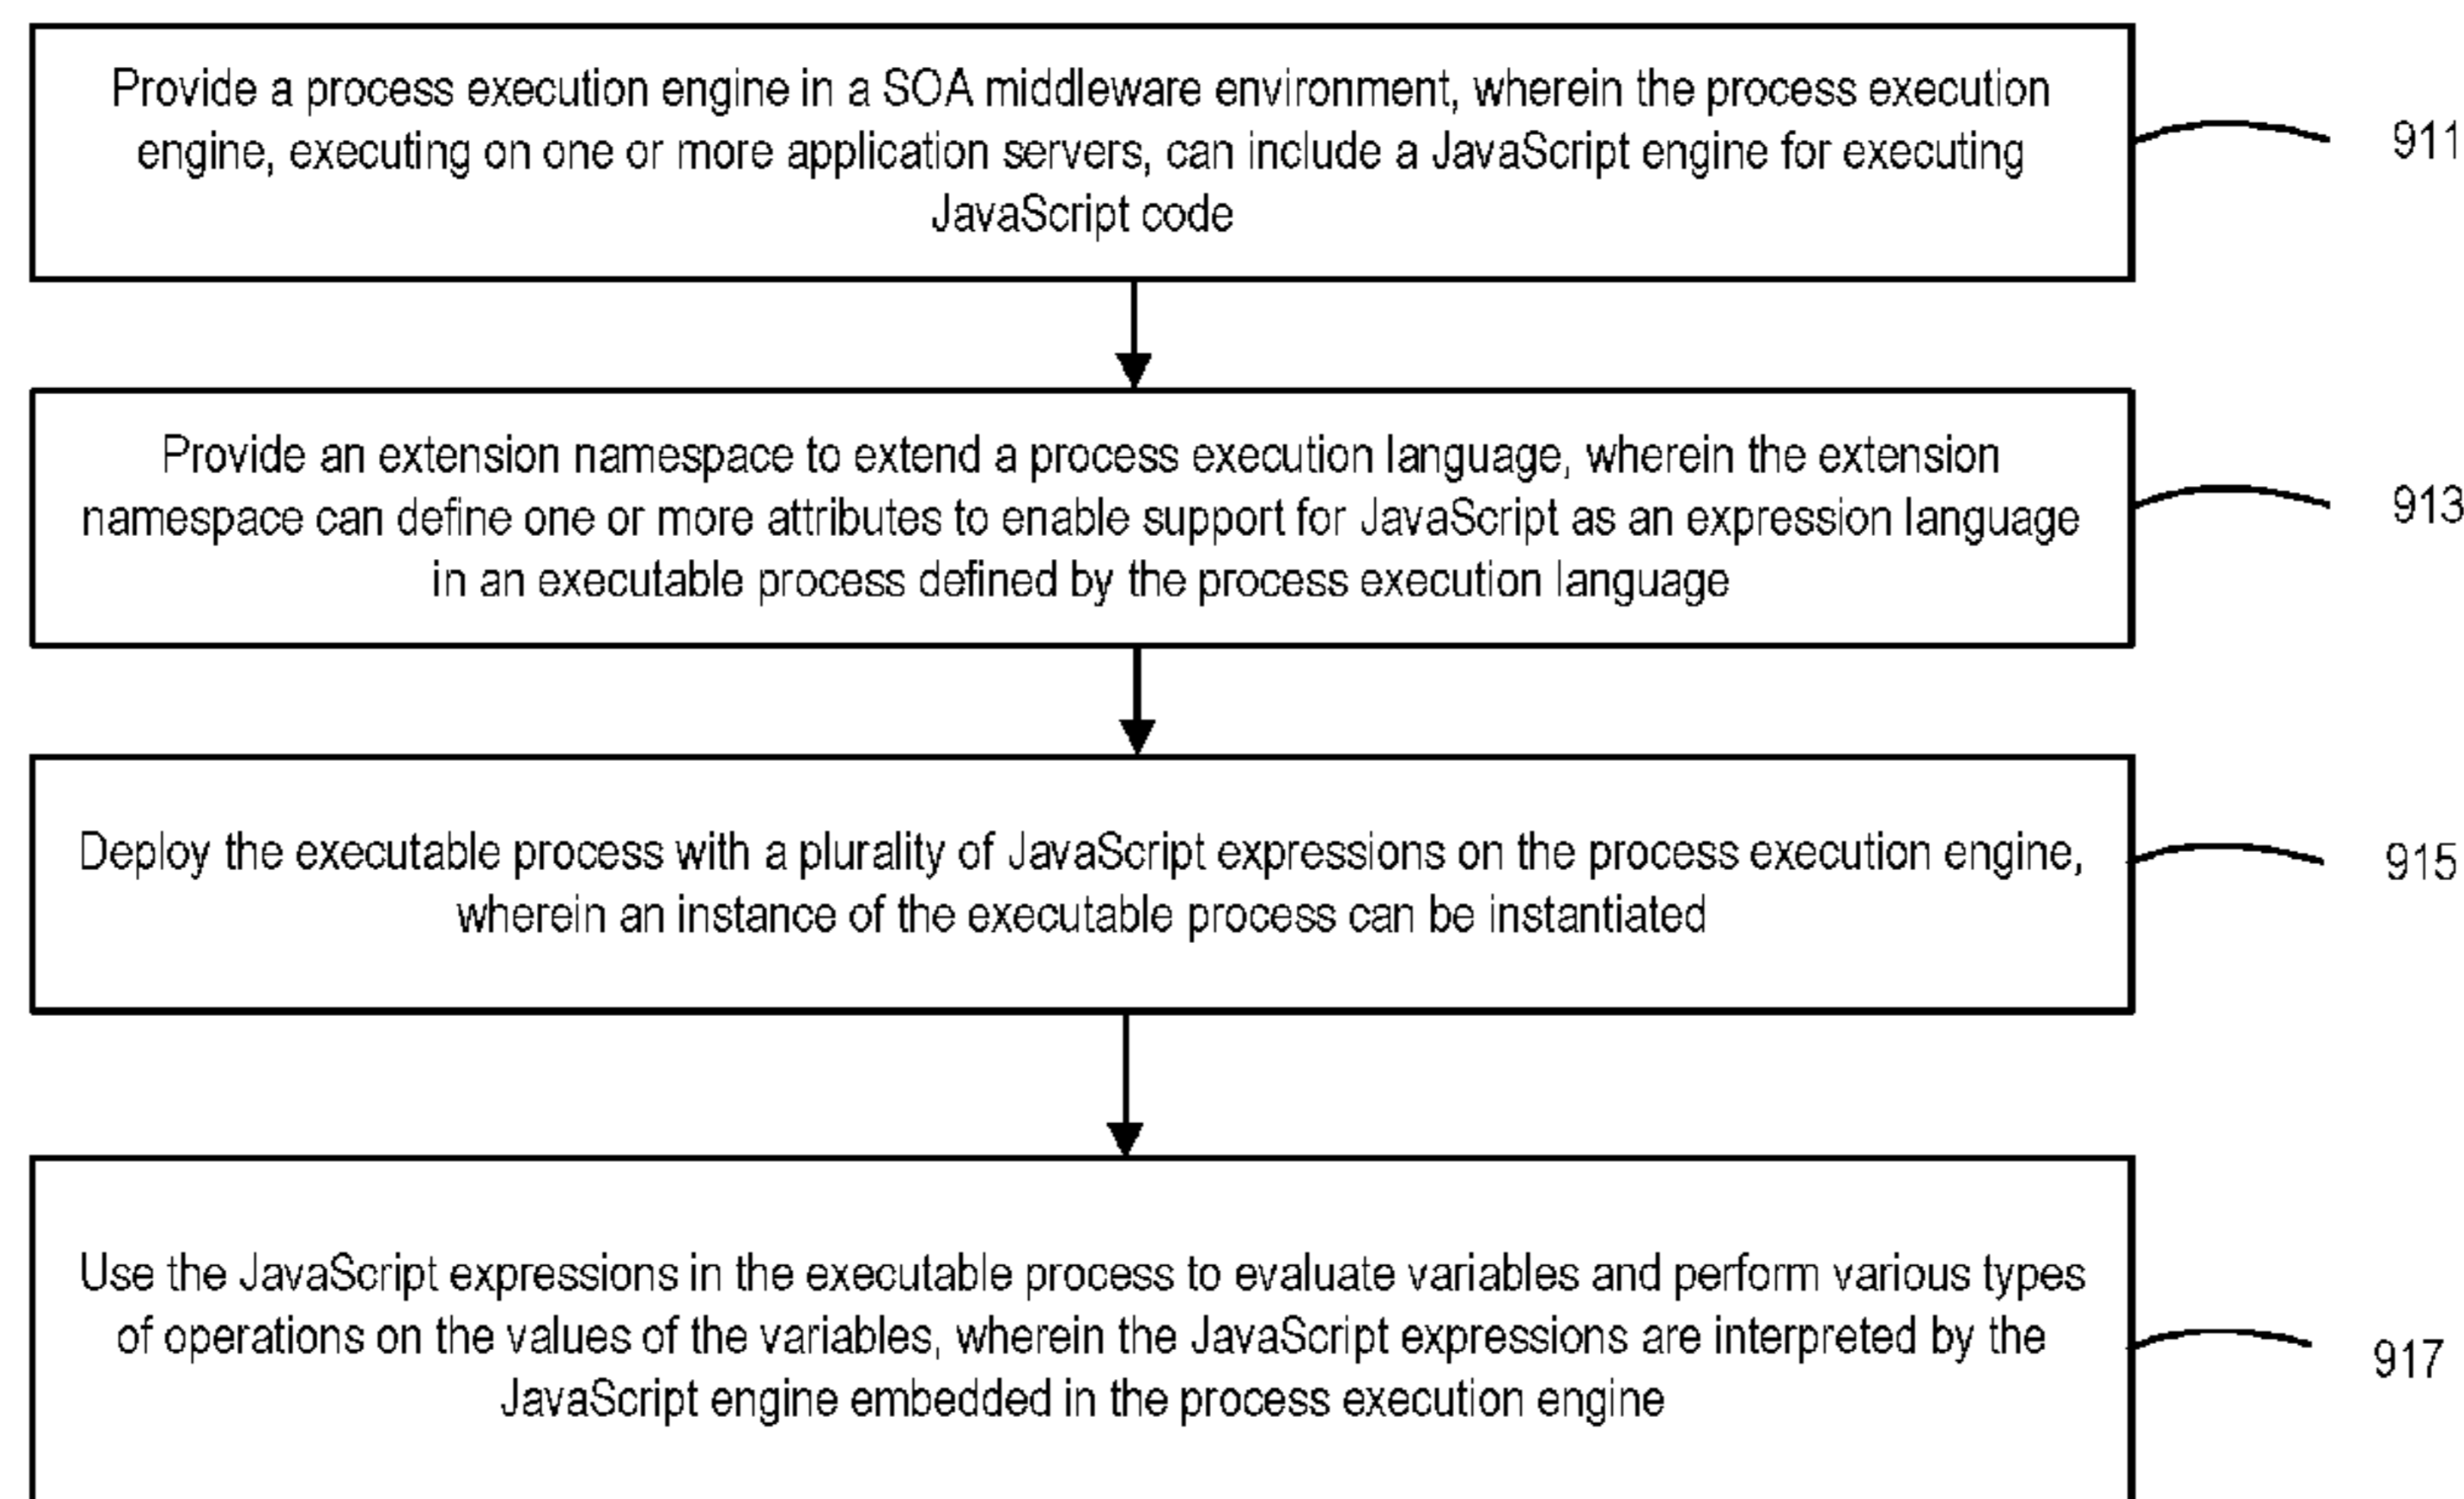 Provide a process execution engine in a SOA middleware environment, wherein the process execution
engine, executing on one or more application servers, can include a JavaScript engine for executing
JavaScript code
911
Provide an extension namespace to extend a process execution language, wherein the extension
namespace can define one or more attributes to enable support for JavaScript as an expression language
in an executable process defined by the process execution language
913
Deploy the executable process with a plurality of JavaScript expressions on the process execution engine,
wherein an instance of the executable process can be instantiated
915
Use the JavaScript expressions in the executable process to evaluate variables and perform various types
of operations on the values of the variables, wherein the JavaScript expressions are interpreted by the
JavaScript engine embedded in the process execution engine
917